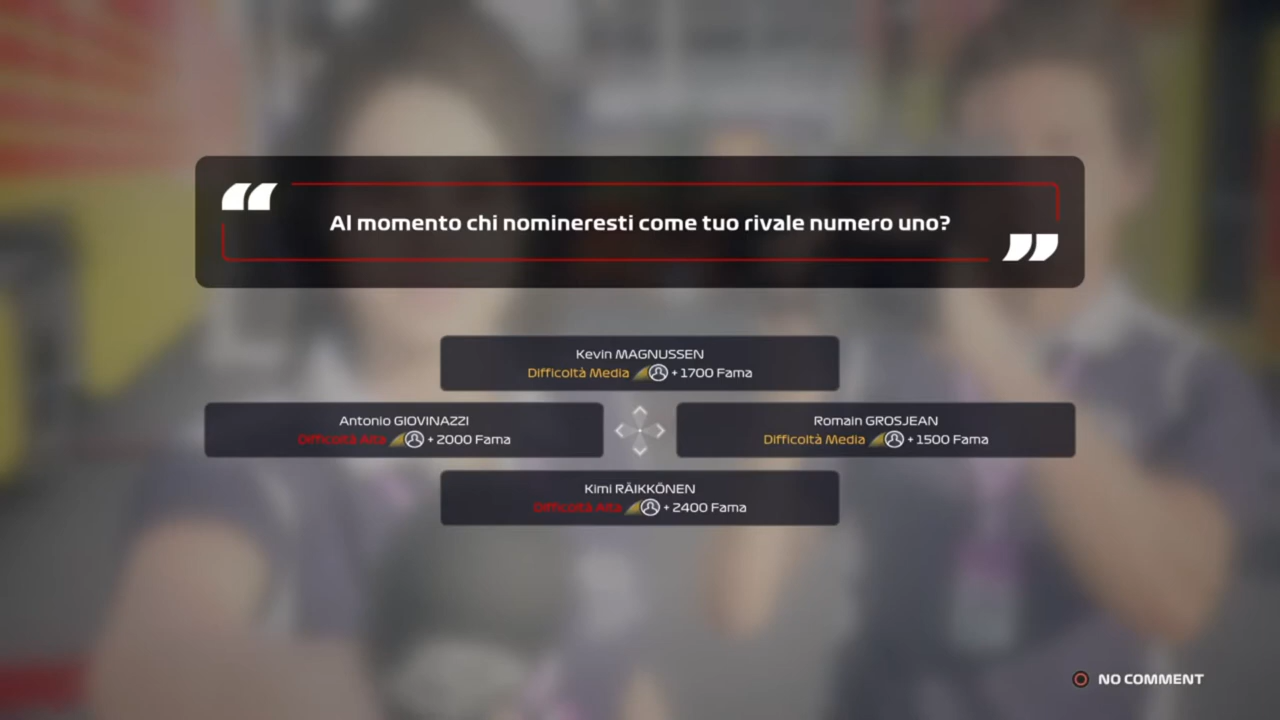 Al momento chi nomineresti come tuo rivale numero uno?
Kevin MAGNUSSEN
Difficoltà Media + 1700 Fama
Antonio GIOVINAZZI
Difficoltà Alta + 2000 Fama
Romain GROSJEAN
Difficoltà Media + 1500 Fama
Kimi RÄIKKÖNEN
Difficoltà Alta + 2400 Fama
NO COMMENT